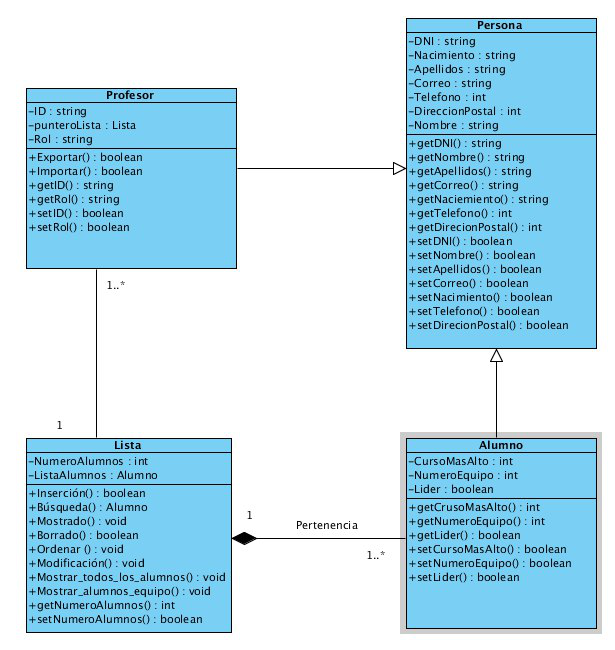 Persona
-DNI : string
-Nacimiento : string
-Apellidos : string
-Correo : string
-Telefono : int
-DireccionPostal : int
-Nombre : string
+getDNI() : string
+getNombre() : string
+getApellidos() : string
+getCorreo() : string
+getNaciemiento() : string
+getTelefono() : int
+getDirecionPostal() : int
+setDNI() : boolean
+setNombre() : boolean
+setApellidos() : boolean
+setCorreo() : boolean
+setNacimiento() : boolean
+setTelefono() : boolean
+setDirecionPostal() : boolean
Profesor
-ID : string
-punteroLista : Lista
-Rol : string
+Exportar() : boolean
+Importar() : boolean
+getID() : string
+getRol() : string
+setID() : boolean
+setRol() : boolean
1..*
1
Lista
-NumeroAlumnos : int
-ListaAlumnos : Alumno
+Inserción() : boolean
+Búsqueda() : Alumno
+Mostrado() : void
+Borrado() : boolean
+Ordenar () : void
+Modificación() : void
+Mostrar_todos_los_alumnos() : void
+Mostrar_alumnos_equipo() : void
+getNumeroAlumnos() : int
+setNumeroAlumnos() : boolean
1
Pertenencia
1..*
Alumno
-CursoMasAlto : int
-NumeroEquipo : int
-Lider : boolean
+getCrusoMasAlto() : int
+getNumeroEquipo() : int
+getLider() : boolean
+setCursoMasAlto() : boolean
+setNumeroEquipo() : boolean
+setLider() : boolean